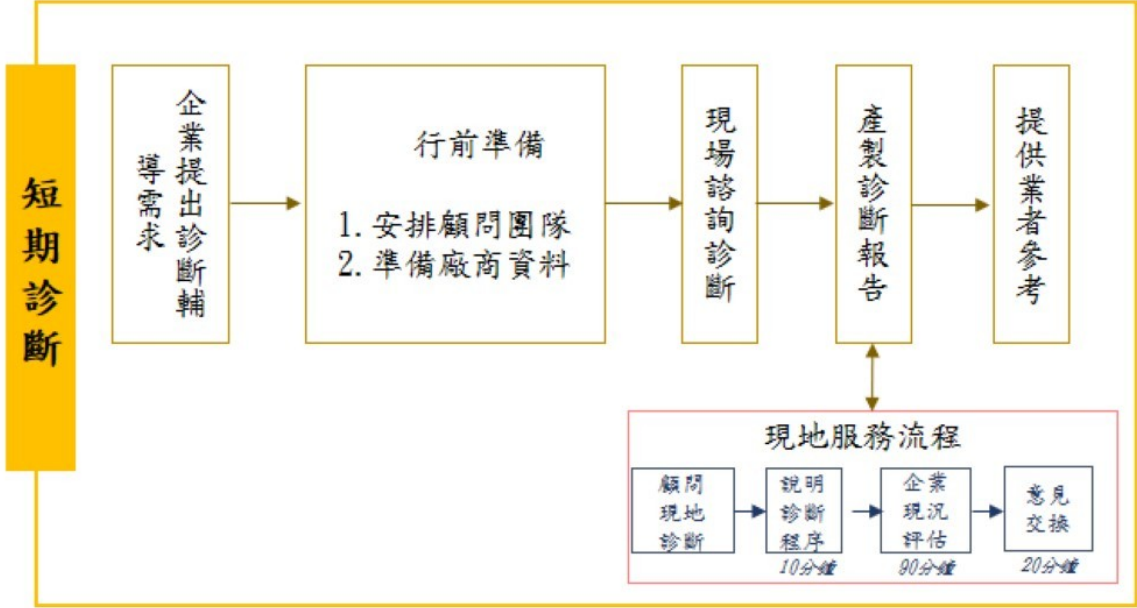 短期診斷
企業提出診斷輔
導需求
行前準備
1. 安排顧問團隊
2. 準備廠商資料
現場諮詢診斷
產製診斷報告
提供業者參考
現地服務流程
顧問
現地
診斷
說明
診斷
程序
10分鐘
企業
現況
評估
90分鐘
意見
交換
20分鐘